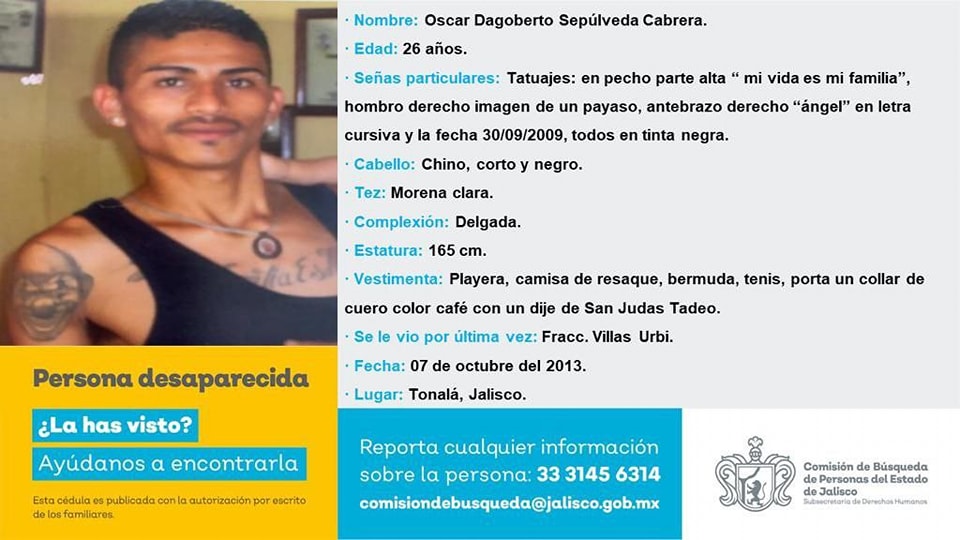 · Nombre: Oscar Dagoberto Sepúlveda Cabrera.
· Edad: 26 años.
· Señas particulares: Tatuajes: en pecho parte alta “ mi vida es mi familia”,
hombro derecho imagen de un payaso, antebrazo derecho “ángel” en letra
cursiva y la fecha 30/09/2009, todos en tinta negra.
· Cabello: Chino, corto y negro.
· Tez: Morena clara.
· Complexión: Delgada.
· Estatura: 165 cm.
· Vestimenta: Playera, camisa de resaque, bermuda, tenis, porta un collar de
cuero color café con un dije de San Judas Tadeo.
· Se le vio por última vez: Fracc. Villas Urbi.
· Fecha: 07 de octubre del 2013.
· Lugar: Tonalá, Jalisco.
Persona desaparecida
¿La has visto?
Ayúdanos a encontrarla
Esta cédula es publicada con la autorización por escrito
de los familiares.
Reporta cualquier información
sobre la persona: 33 3145 6314
comisiondebusqueda@jalisco.gob.mx
Comisión de Búsqueda
de Personas del Estado
de Jalisco
Subsecretaría de Derechos Humanos